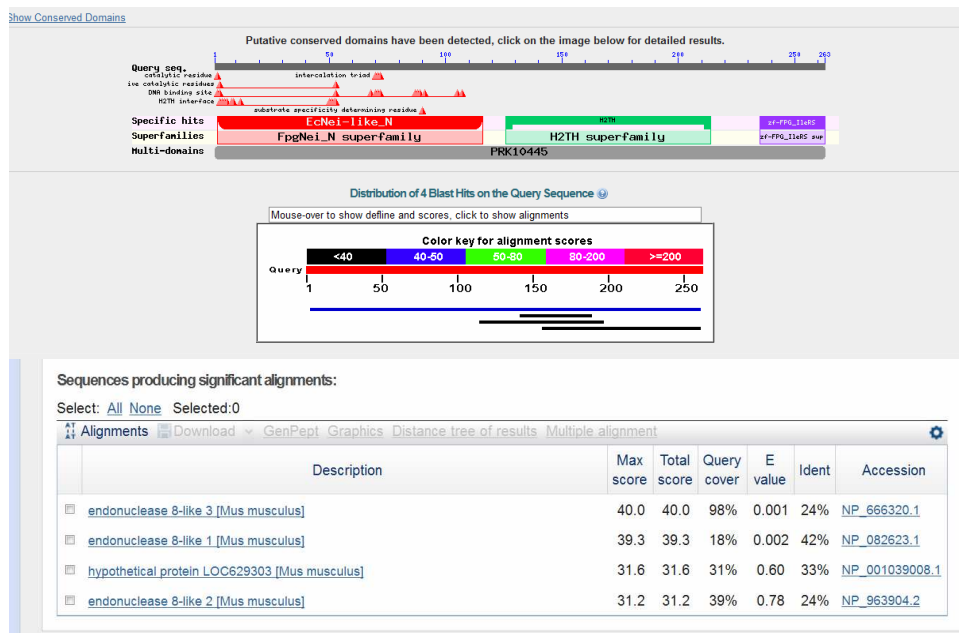 Show Conserved Domains
Putative conserved domains have been detected, click on the image below for detailed results.
1 50 100 150 200 250 263
Query seq.
catalytic residue
intercalation triad
ive catalytic residues
DNA binding site
H2TH interface
substrate specificity determining residue
Specific hits EcNei-like_N H2TH zf-FPG_IleRS
Superfamilies FpgNei_N superfamily H2TH superfamily zf-FPG_IleRS sup
Multi-domains PRK10445
Distribution of 4 Blast Hits on the Query Sequence
Mouse-over to show defline and scores, click to show alignments
Color key for alignment scores
<40 40-50 50-80 80-200 >=200
Query
1 50 100 150 200 250
Sequences producing significant alignments:
Select: All None Selected:0
Alignments Download GenPept Graphics Distance tree of results Multiple alignment
Description Max score Total score Query cover E value Ident Accession
endonuclease 8-like 3 [Mus musculus] 40.0 40.0 98% 0.001 24% NP_666320.1
endonuclease 8-like 1 [Mus musculus] 39.3 39.3 18% 0.002 42% NP_082623.1
hypothetical protein LOC629303 [Mus musculus] 31.6 31.6 31% 0.60 33% NP_001039008.1
endonuclease 8-like 2 [Mus musculus] 31.2 31.2 39% 0.78 24% NP_963904.2